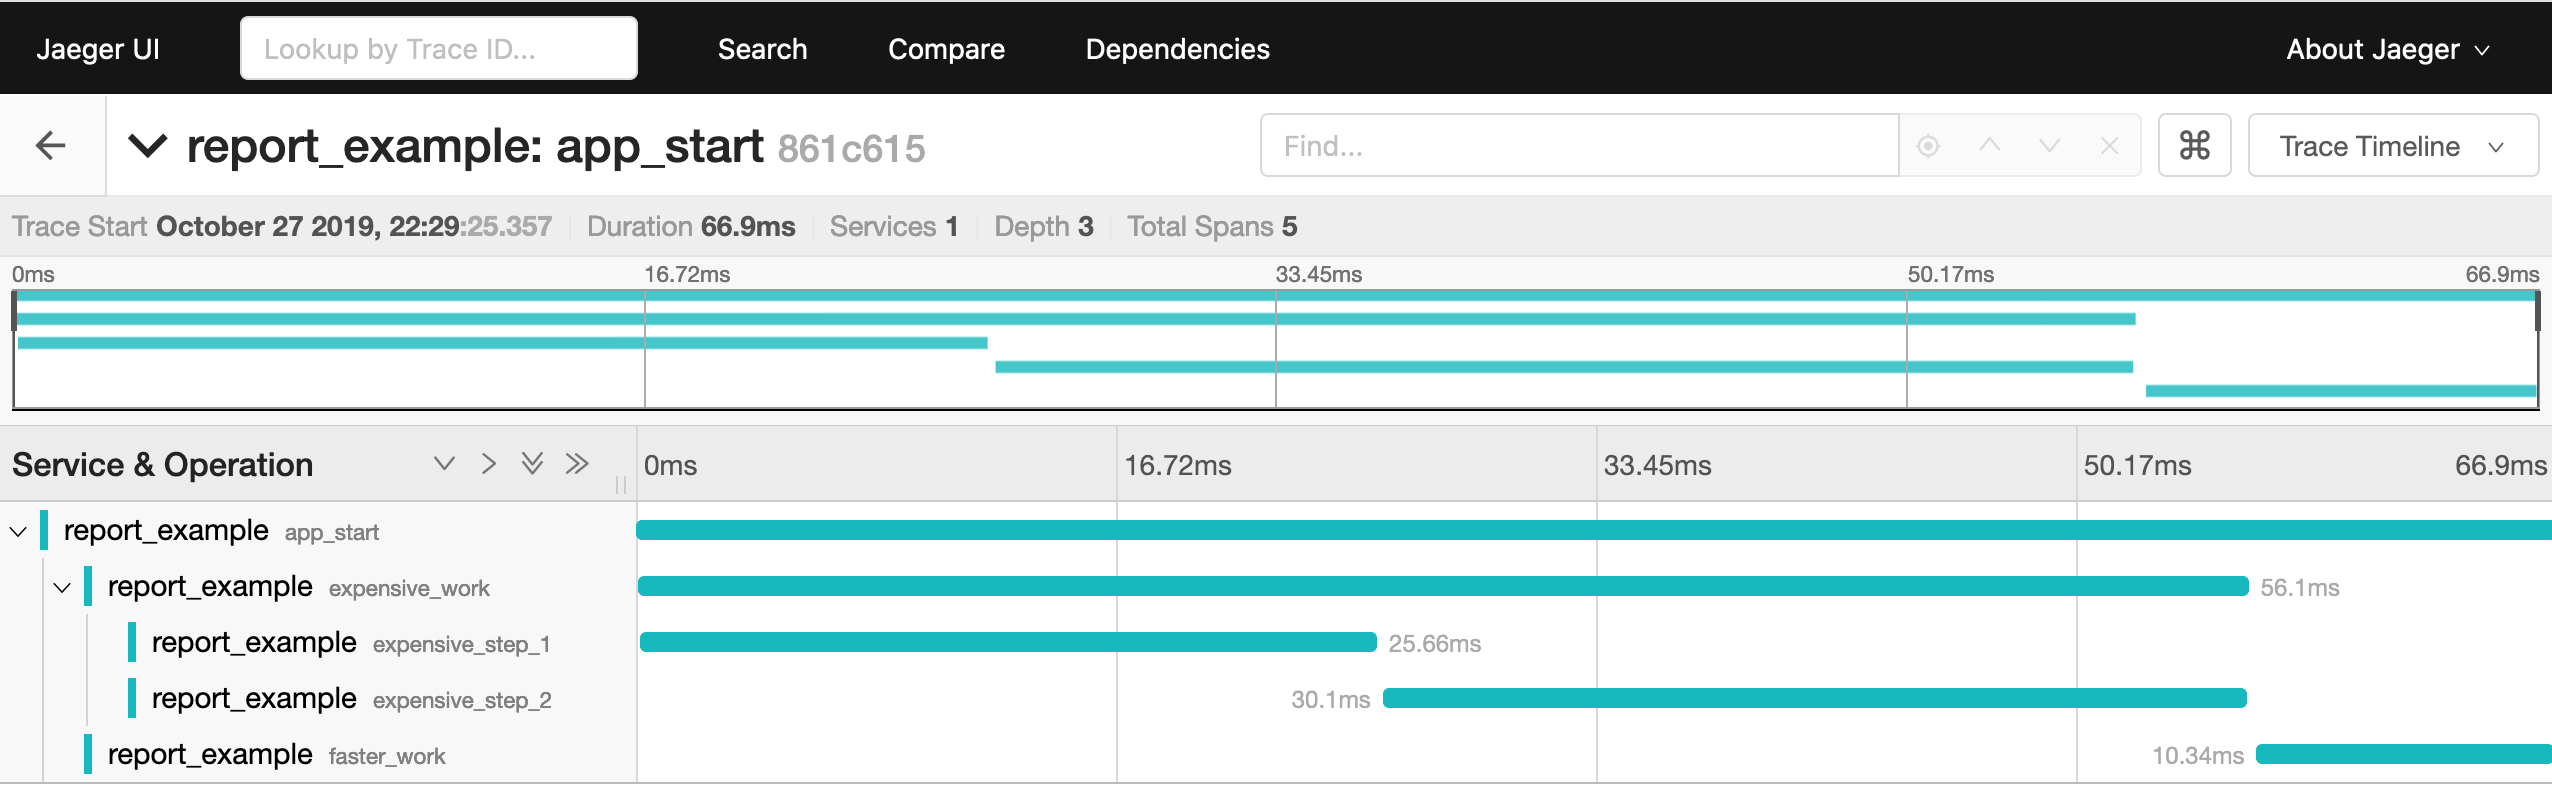 Jaeger UI Lookup by Trace ID... Search Compare Dependencies About Jaeger
report_example: app_start 861c615 Find... Trace Timeline
Trace Start October 27 2019, 22:29:25.357 Duration 66.9ms Services 1 Depth 3 Total Spans 5
0ms 16.72ms 33.45ms 50.17ms 66.9ms
Service & Operation 0ms 16.72ms 33.45ms 50.17ms 66.9ms
report_example app_start
report_example expensive_work 56.1ms
report_example expensive_step_1 25.66ms
report_example expensive_step_2 30.1ms
report_example faster_work 10.34ms